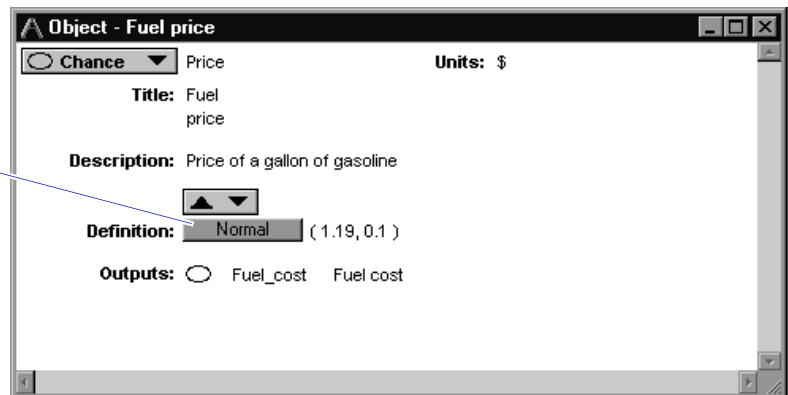 Object - Fuel price
Chance Price Units: $
Title: Fuel
price
Description: Price of a gallon of gasoline
Definition: Normal ( 1.19, 0.1 )
Outputs: Fuel_cost Fuel cost